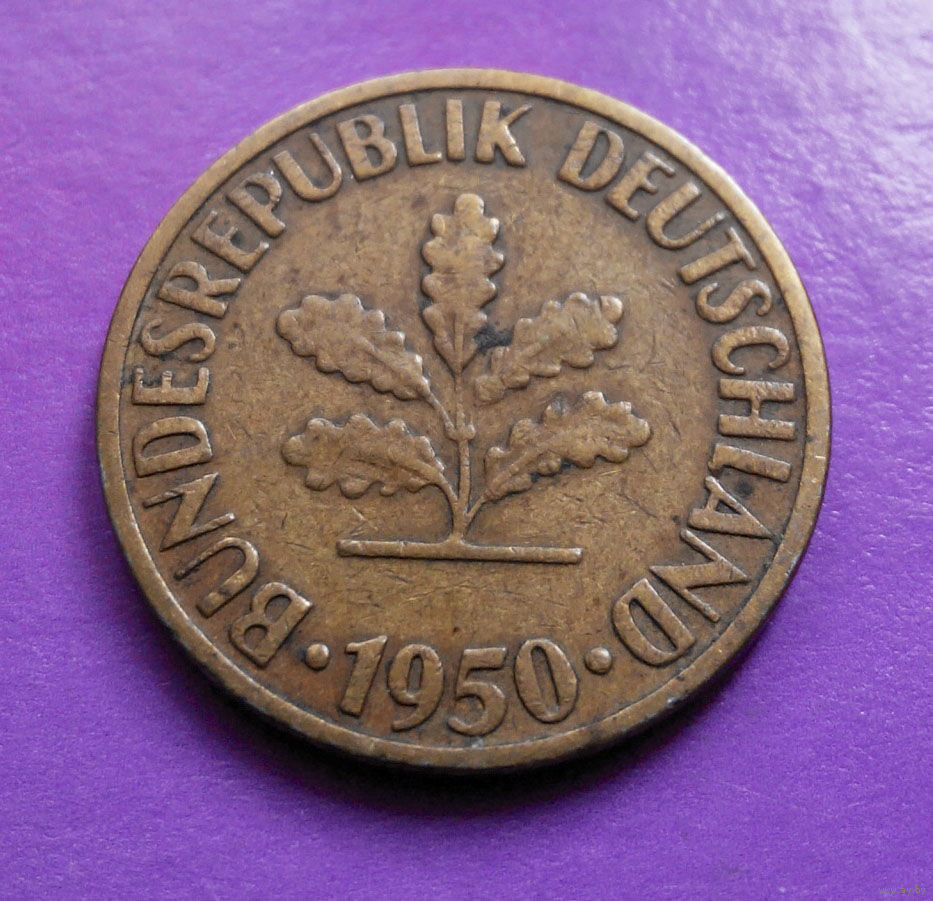 BUNDESREPUBLIK DEUTSCHLAND
· 1950 ·